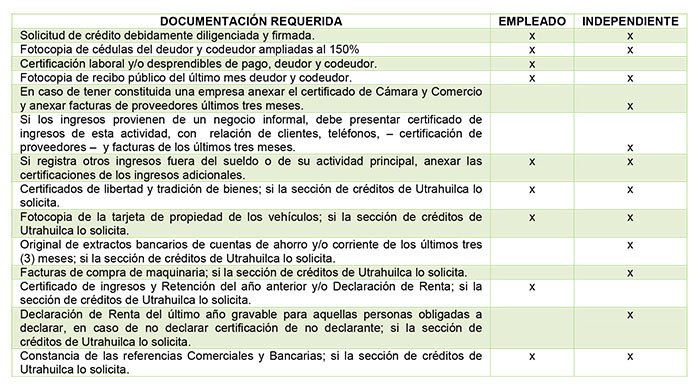 DOCUMENTACIÓN REQUERIDA EMPLEADO INDEPENDIENTE
Solicitud de crédito debidamente diligenciada y firmada. x x
Fotocopia de cédulas del deudor y codeudor ampliadas al 150% x x
Certificación laboral y/o desprendibles de pago, deudor y codeudor. x
Fotocopia de recibo público del último mes deudor y codeudor. x x
En caso de tener constituida una empresa anexar el certificado de Cámara y Comercio
y anexar facturas de proveedores últimos tres meses. x
Si los ingresos provienen de un negocio informal, debe presentar certificado de
ingresos de esta actividad, con relación de clientes, teléfonos, – certificación de
proveedores – y facturas de los últimos tres meses. x
Si registra otros ingresos fuera del sueldo o de su actividad principal, anexar las x x
certificaciones de los ingresos adicionales.
Certificados de libertad y tradición de bienes; si la sección de créditos de Utrahuilca lo x x
solicita.
Fotocopia de la tarjeta de propiedad de los vehículos; si la sección de créditos de x x
Utrahuilca lo solicita.
Original de extractos bancarios de cuentas de ahorro y/o corriente de los últimos tres x
(3) meses; si la sección de créditos de Utrahuilca lo solicita.
Facturas de compra de maquinaria; si la sección de créditos de Utrahuilca lo solicita. x
Certificado de ingresos y Retención del año anterior y/o Declaración de Renta; si la x
sección de créditos de Utrahuilca lo solicita.
Declaración de Renta del último año gravable para aquellas personas obligadas a x
declarar, en caso de no declarar certificación de no declarante; si la sección de
créditos de Utrahuilca lo solicita.
Constancia de las referencias Comerciales y Bancarias; si la sección de créditos de x x
Utrahuilca lo solicita.